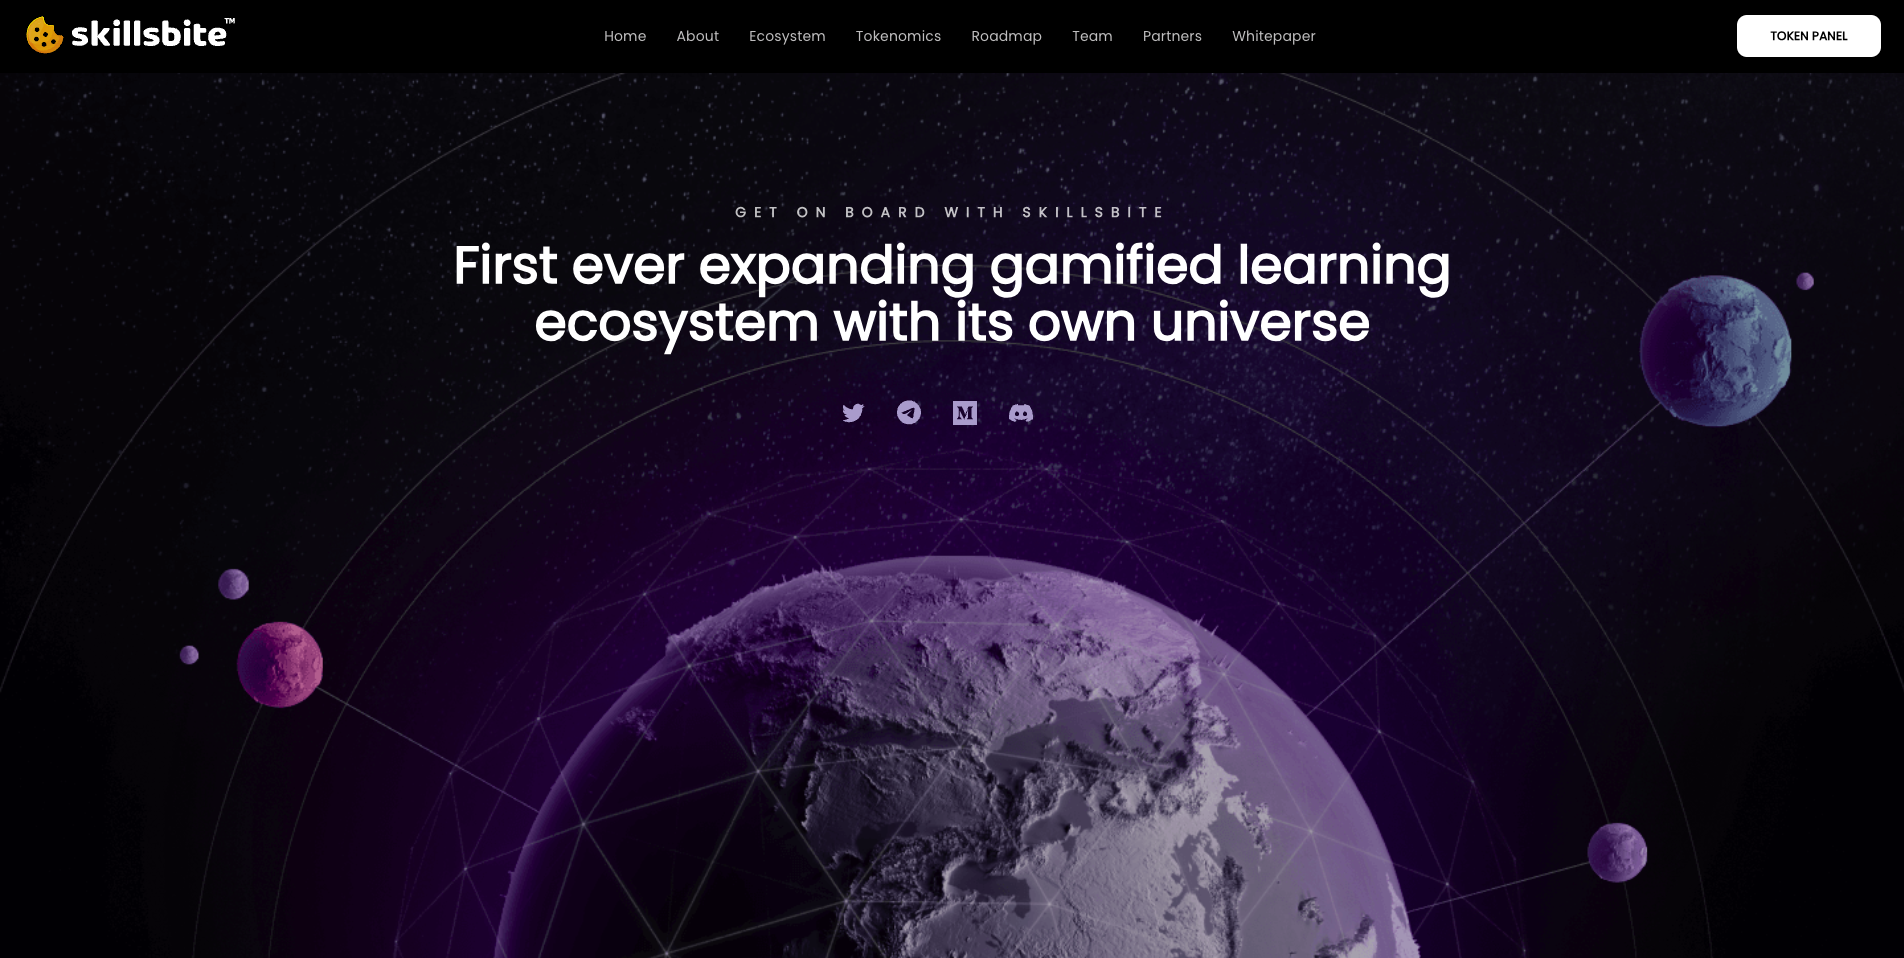 skillsbite™
Home
About
Ecosystem
Tokenomics
Roadmap
Team
Partners
Whitepaper
TOKEN PANEL
GET ON BOARD WITH SKILLSBITE
First ever expanding gamified learning
ecosystem with its own universe
M